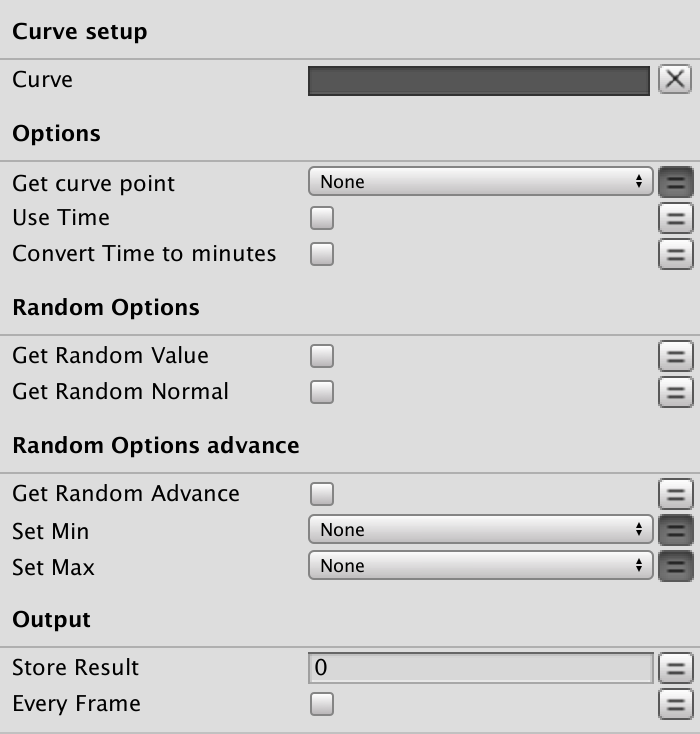 Curve setup
Curve
Options
Get curve point None
Use Time
Convert Time to minutes
Random Options
Get Random Value
Get Random Normal
Random Options advance
Get Random Advance
Set Min None
Set Max None
Output
Store Result 0
Every Frame